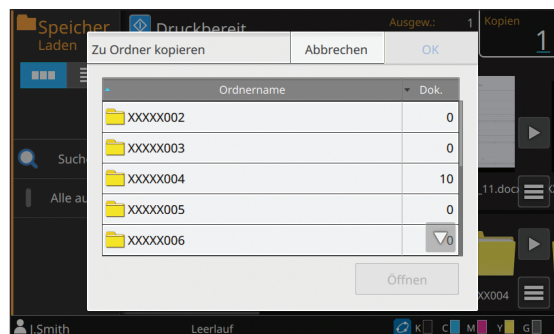 Speicher
Druckbereit
Ausgew.: 1
Kopien
Laden
1
Zu Ordner kopieren
Abbrechen
OK
Ordnername
Dok.
XXXXX002 0
XXXXX003 0
XXXXX004 10
XXXXX005 0
XXXXX006 0
Öffnen
Such
Alle au
_11.doc
XX004
J.Smith
Leerlauf
K C M Y G